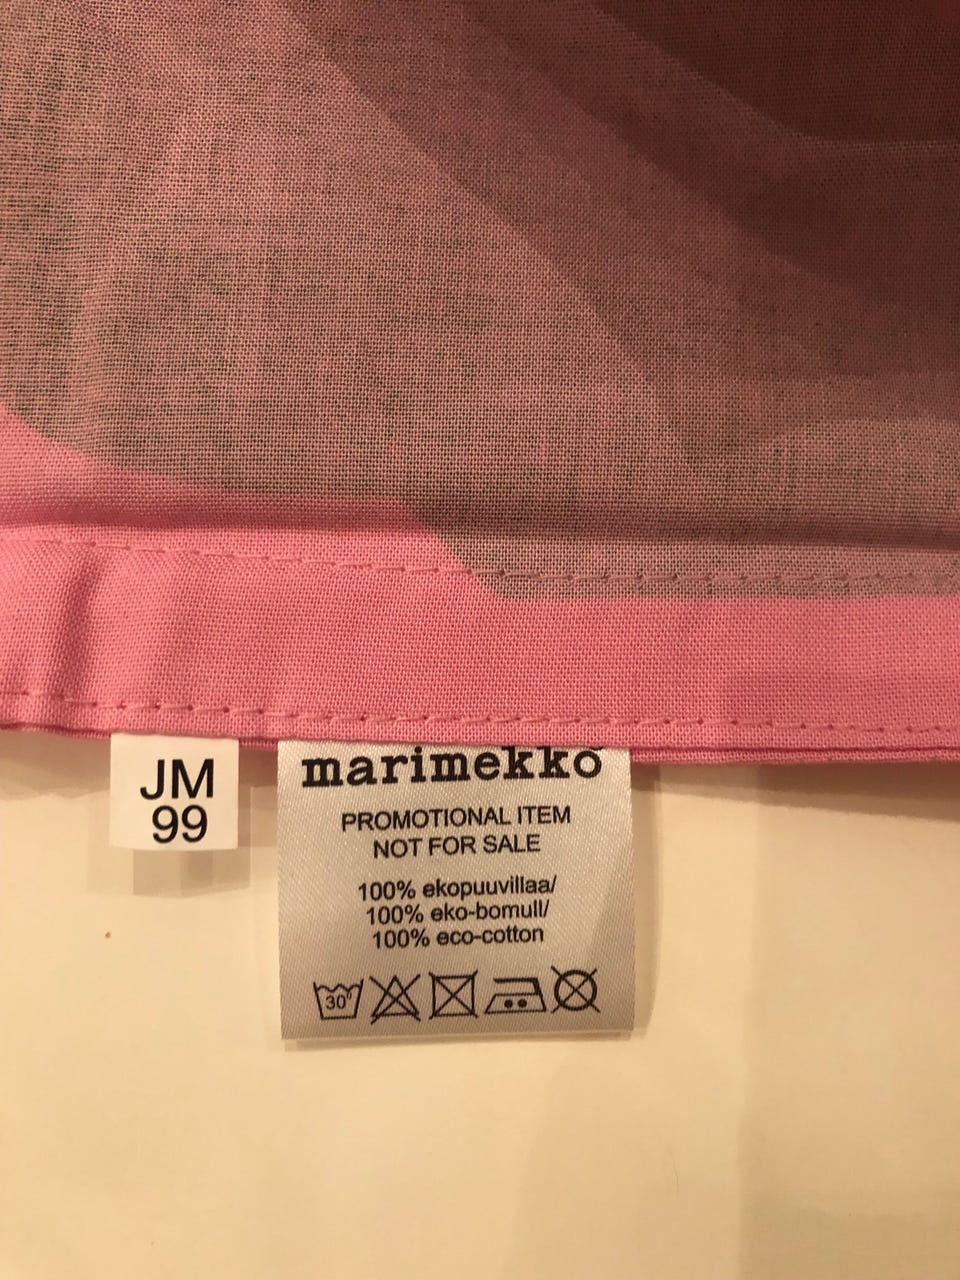 JM
99
marimekko
PROMOTIONAL ITEM
NOT FOR SALE
100% ekopuuvillaa/
100% eko-bomull/
100% eco-cotton
30°